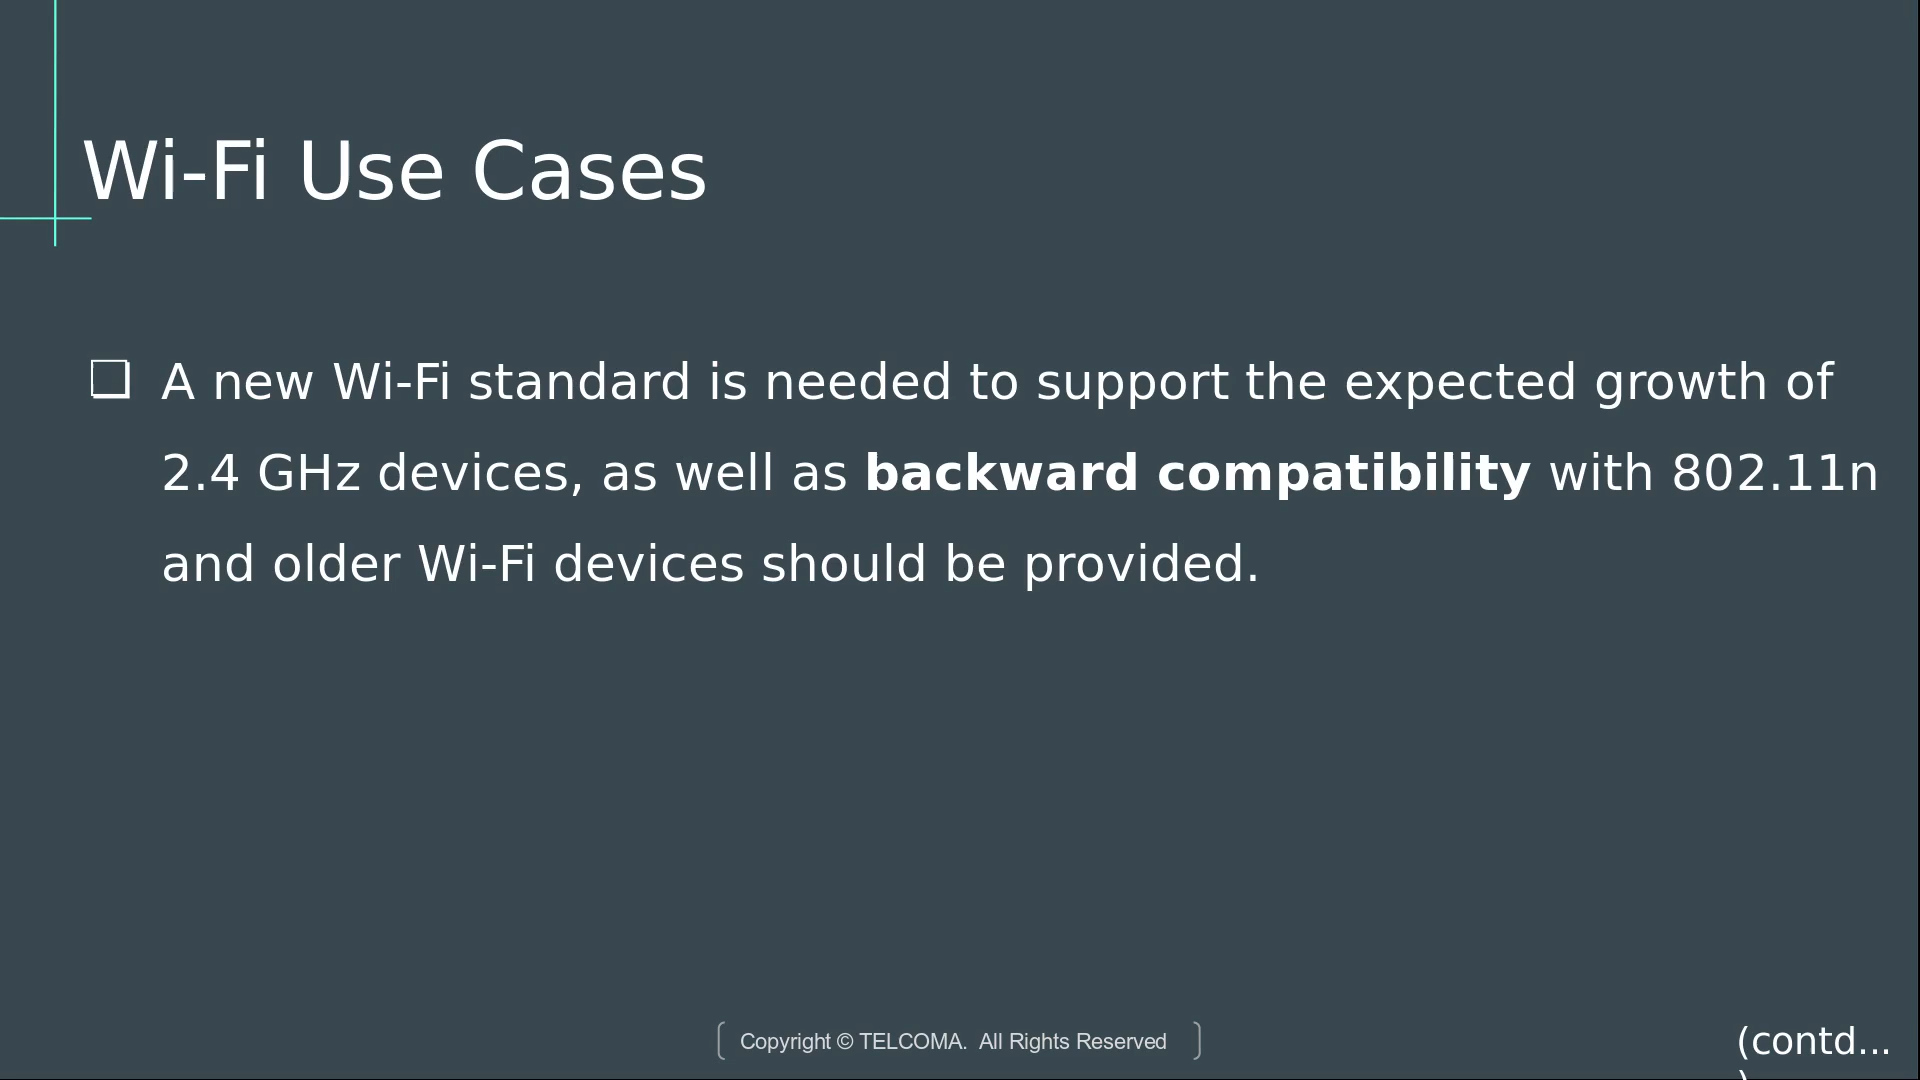 Wi-Fi Use Cases
❑ A new Wi-Fi standard is needed to support the expected growth of
2.4 GHz devices, as well as backward compatibility with 802.11n
and older Wi-Fi devices should be provided.
Copyright © TELCOMA. All Rights Reserved
(contd...
)